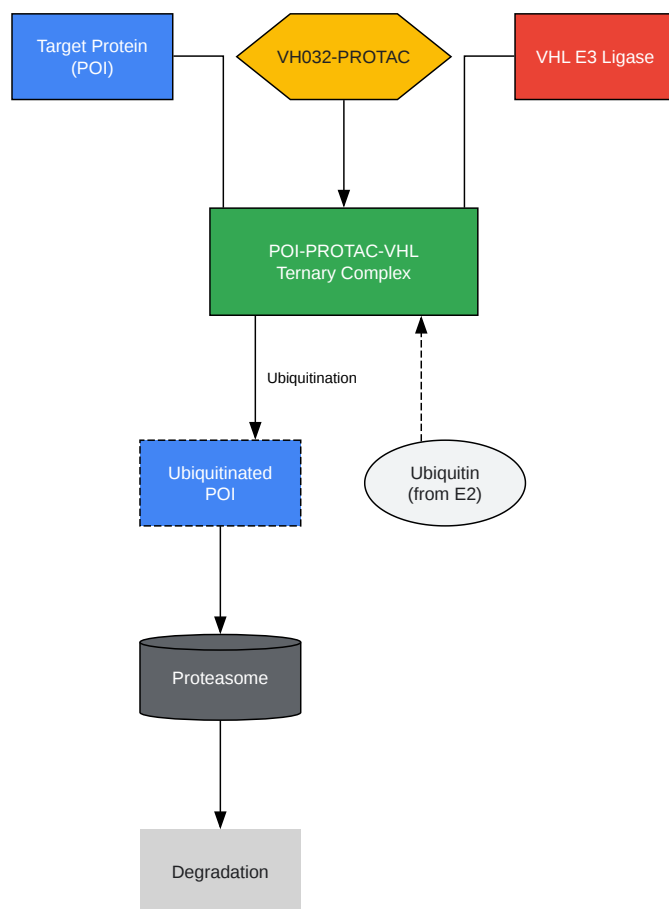 Target Protein
(POI)
VH032-PROTAC
VHL E3 Ligase
POI-PROTAC-VHL
Ternary Complex
Ubiquitination
Ubiquitinated
POI
Ubiquitin
(from E2)
Proteasome
Degradation